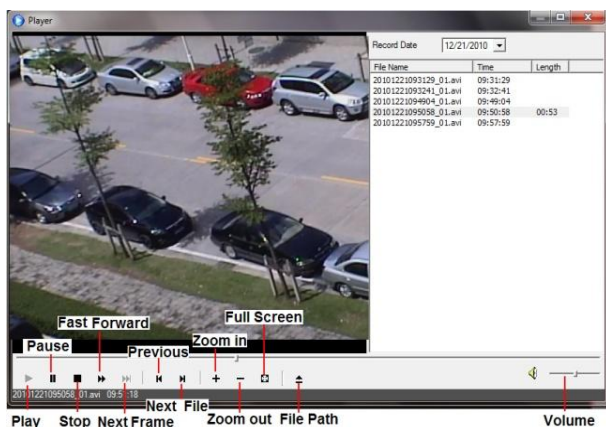 Player
Record Date 12/21/2010
File Name Time Length
20101221093129_01.avi 09:31:29
20101221093241_01.avi 09:32:41
20101221094904_01.avi 09:49:04
20101221095058_01.avi 09:50:58 00:53
20101221095759_01.avi 09:57:59
Full Screen
Fast Forward
Zoom in
Pause
Previous
20101221095058_01.avi
Next File
Play Stop Next Frame Zoom out File Path Volume